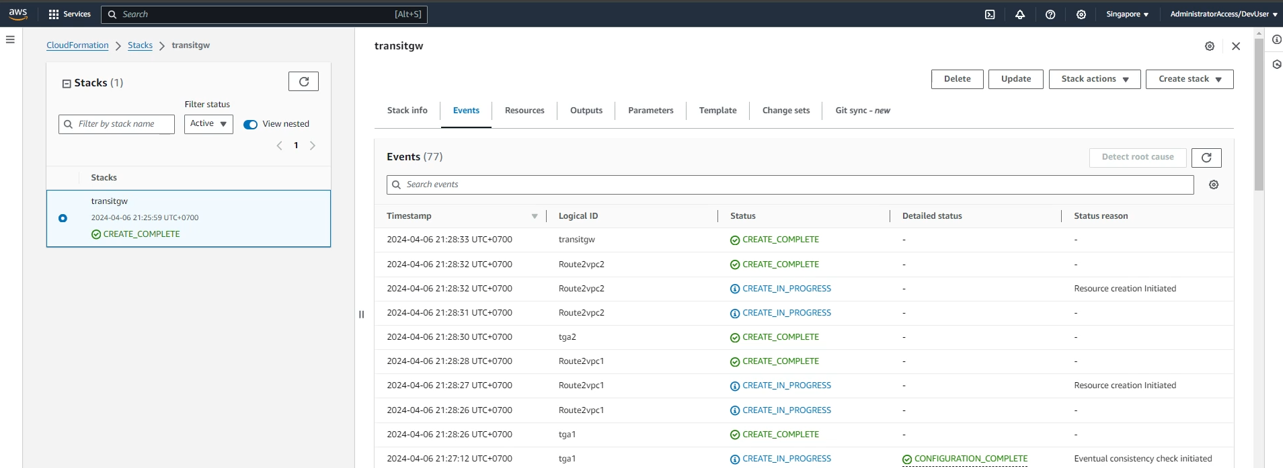 aws Services Search [Alt+S] Singapore AdministratorAccess/DevUser
CloudFormation Stacks transitgw
transitgw
Stacks (1)
Delete Update Stack actions Create stack
Filter status
Filter by stack name Active View nested
1
Stack info Events Resources Outputs Parameters Template Change sets Git sync - new
Stacks
transitgw
2024-04-06 21:25:59 UTC+0700
CREATE_COMPLETE
Events (77) Detect root cause
Search events
Timestamp Logical ID Status Detailed status Status reason
2024-04-06 21:28:33 UTC+0700 transitgw CREATE_COMPLETE - -
2024-04-06 21:28:32 UTC+0700 Route2vpc2 CREATE_COMPLETE - -
2024-04-06 21:28:32 UTC+0700 Route2vpc2 CREATE_IN_PROGRESS - Resource creation Initiated
2024-04-06 21:28:31 UTC+0700 Route2vpc2 CREATE_IN_PROGRESS - -
2024-04-06 21:28:30 UTC+0700 tga2 CREATE_COMPLETE - -
2024-04-06 21:28:28 UTC+0700 Route2vpc1 CREATE_COMPLETE - -
2024-04-06 21:28:27 UTC+0700 Route2vpc1 CREATE_IN_PROGRESS - Resource creation Initiated
2024-04-06 21:28:26 UTC+0700 Route2vpc1 CREATE_IN_PROGRESS - -
2024-04-06 21:28:26 UTC+0700 tga1 CREATE_COMPLETE - -
2024-04-06 21:27:12 UTC+0700 tga1 CREATE_IN_PROGRESS CONFIGURATION_COMPLETE Eventual consistency check initiated